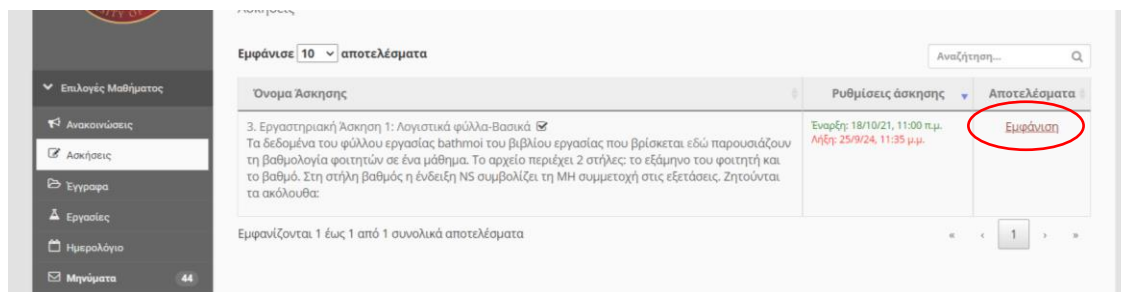 Ασκήσεις
Εμφάνισε 10 αποτελέσματα
Αναζήτηση...
Επιλογές Μαθήματος
Ανακοινώσεις
Ασκήσεις
Έγγραφα
Εργασίες
Ημερολόγιο
Μηνύματα 44
Όνομα Άσκησης Ρυθμίσεις άσκησης Αποτελέσματα
3. Εργαστηριακή Άσκηση 1: Λογιστικά φύλλα-Βασικά
Τα δεδομένα του φύλλου εργασίας bathmoi του βιβλίου εργασίας που βρίσκεται εδώ παρουσιάζουν
τη βαθμολογία φοιτητών σε ένα μάθημα. Το αρχείο περιέχει 2 στήλες: το εξάμηνο του φοιτητή και
το βαθμό. Στη στήλη βαθμός η ένδειξη NS συμβολίζει τη ΜΗ συμμετοχή στις εξετάσεις. Ζητούνται
τα ακόλουθα:
Έναρξη: 18/10/21, 11:00 π.μ.
Λήξη: 25/9/24, 11:35 μ.μ.
Εμφάνιση
Εμφανίζονται 1 έως 1 από 1 συνολικά αποτελέσματα
« ‹ 1 › »